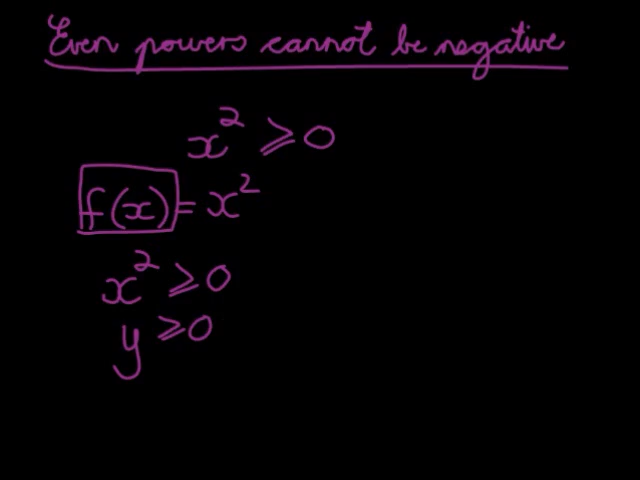 Even powers cannot be negative
x² ⩾ 0
f(x) = x²
x² ⩾ 0
y ⩾ 0